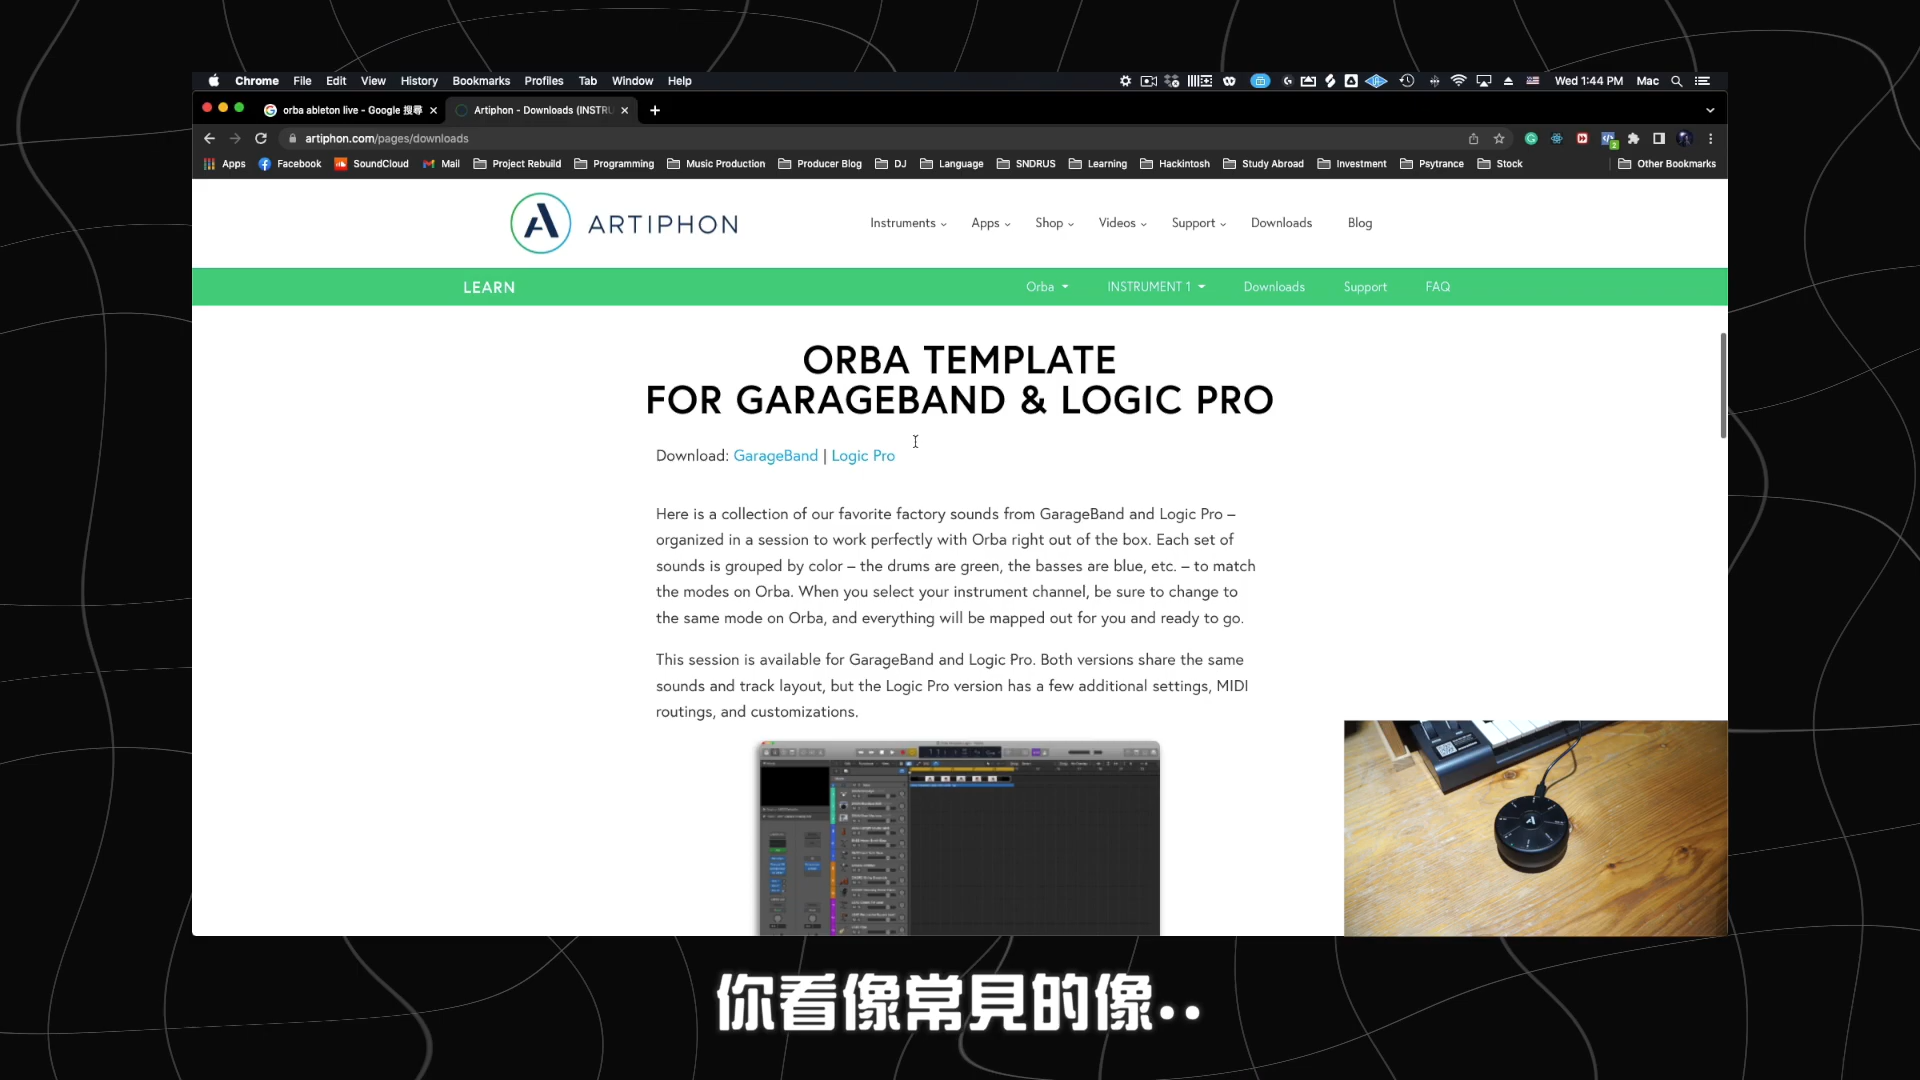 Chrome File Edit View History Bookmarks Profiles Tab Window Help
Wed 1:44 PM Mac
orba ableton live - Google 搜尋
Artiphon - Downloads (INSTRU
artiphon.com/pages/downloads
Apps Facebook SoundCloud Mail Project Rebuild Programming Music Production Producer Blog DJ Language SNDRUS Learning Hackintosh Study Abroad Investment Psytrance Stock Other Bookmarks
ARTIPHON
Instruments Apps Shop Videos Support Downloads Blog
LEARN
Orba INSTRUMENT 1 Downloads Support FAQ
ORBA TEMPLATE
FOR GARAGEBAND & LOGIC PRO
Download: GarageBand | Logic Pro
Here is a collection of our favorite factory sounds from GarageBand and Logic Pro –
organized in a session to work perfectly with Orba right out of the box. Each set of
sounds is grouped by color – the drums are green, the basses are blue, etc. – to match
the modes on Orba. When you select your instrument channel, be sure to change to
the same mode on Orba, and everything will be mapped out for you and ready to go.
This session is available for GarageBand and Logic Pro. Both versions share the same
sounds and track layout, but the Logic Pro version has a few additional settings, MIDI
routings, and customizations.
你看像常見的像..